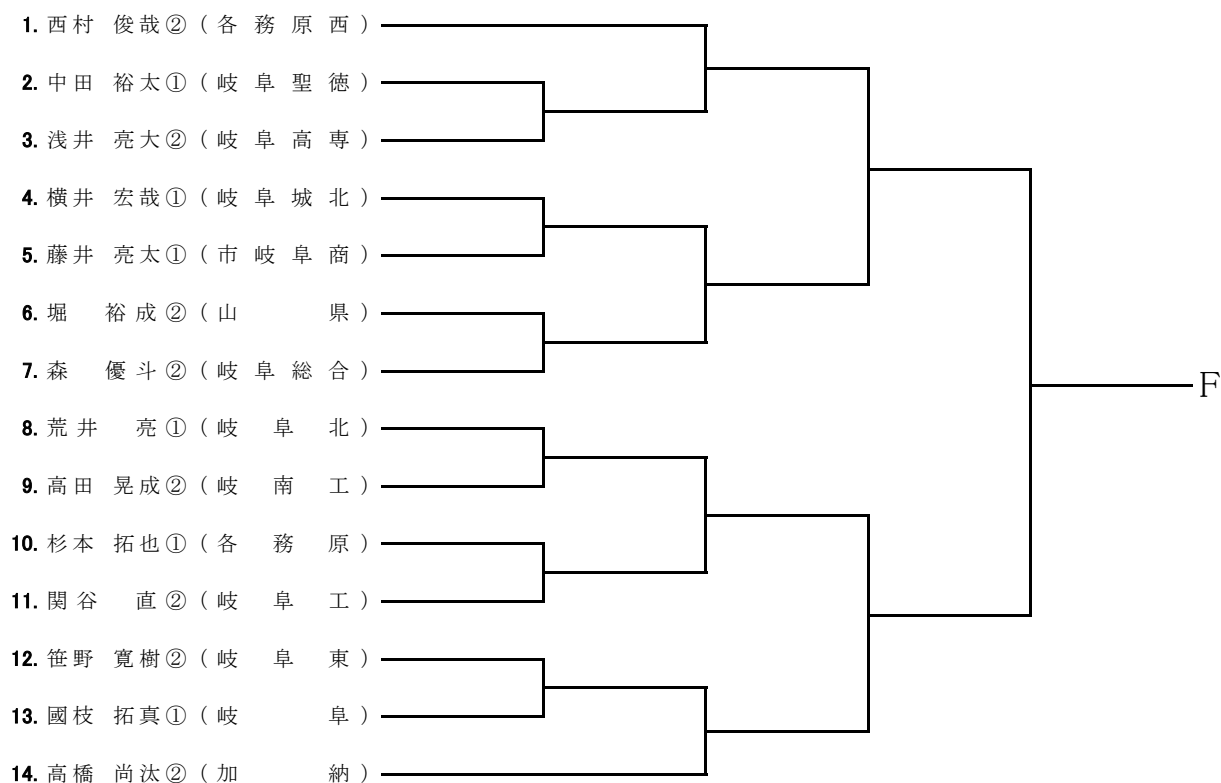 1. 西村 俊哉②（各務原西）
2. 中田 裕太①（岐阜聖徳）
3. 浅井 亮大②（岐阜高専）
4. 横井 宏哉①（岐阜城北）
5. 藤井 亮太①（市岐阜商）
6. 堀 裕成②（山県）
7. 森 優斗②（岐阜総合）
F
8. 荒井 亮①（岐阜北）
9. 高田 晃成②（岐南工）
10. 杉本 拓也①（各務原）
11. 関谷 直②（岐阜工）
12. 笹野 寛樹②（岐阜東）
13. 國枝 拓真①（岐阜）
14. 高橋 尚汰②（加納）